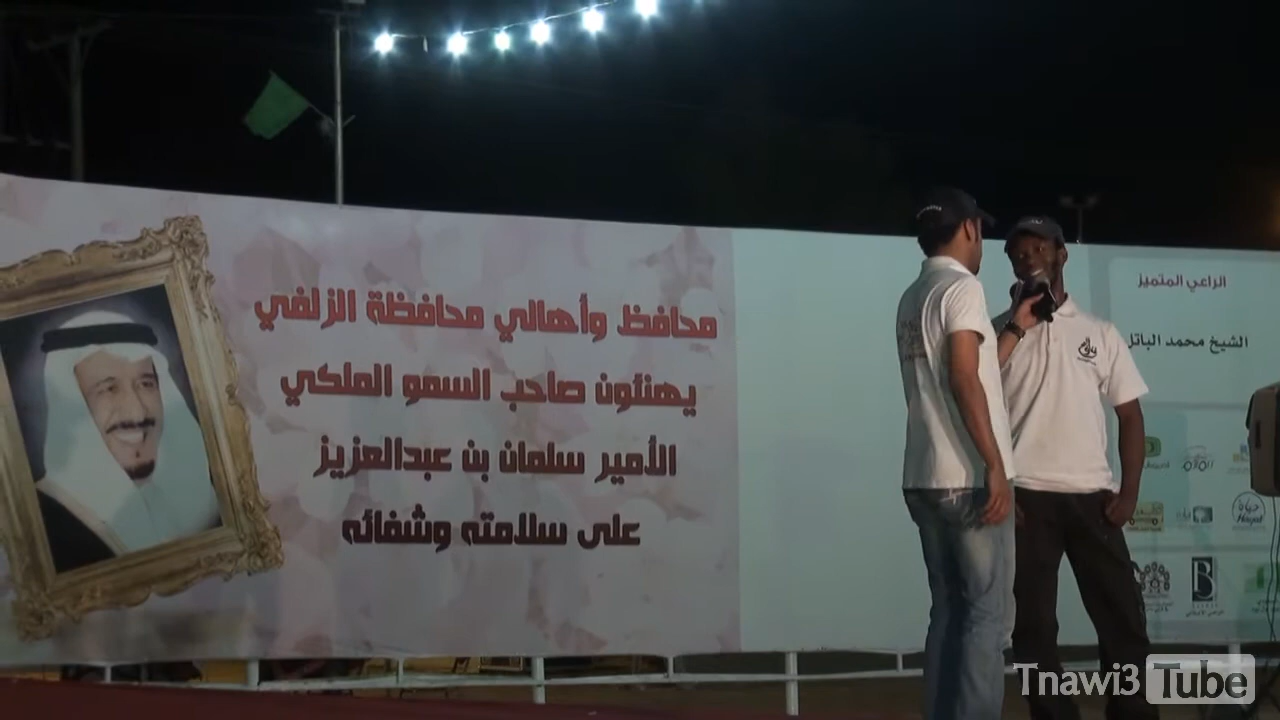 محافظ وأهالي محافظة الزلفي
يهنئون صاحب السمو الملكي
الأمير سلمان بن عبدالعزيز
على سلامته وشفائه
الراعي المتميز
الشيخ محمد الباتل
Hayat
Tnawi3 Tube